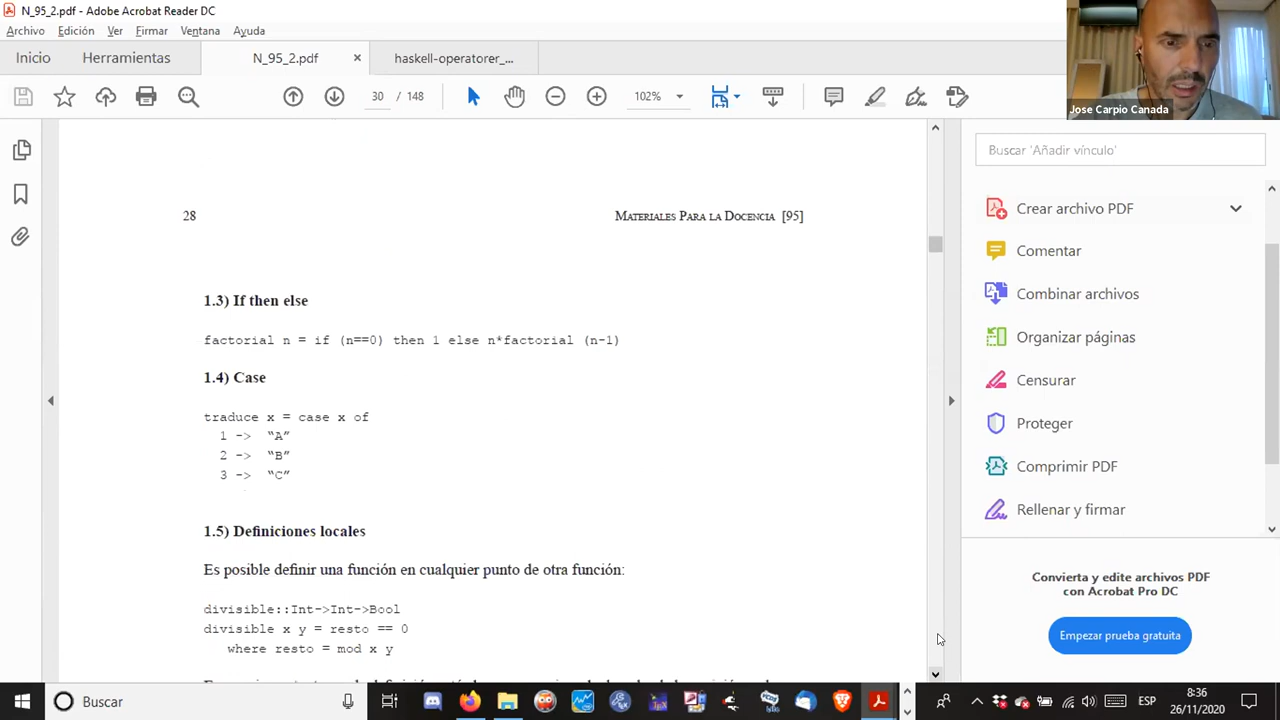 N_95_2.pdf - Adobe Acrobat Reader DC
Archivo Edición Ver Firmar Ventana Ayuda
Inicio Herramientas N_95_2.pdf × haskell-operatorer_...
30 / 148 102%
Jose Carpio Canada
Buscar 'Añadir vínculo'
Crear archivo PDF
Comentar
Combinar archivos
Organizar páginas
Censurar
Proteger
Comprimir PDF
Rellenar y firmar
Convierta y edite archivos PDF
con Acrobat Pro DC
Empezar prueba gratuita
28 Materiales Para la Docencia [95]
1.3) If then else
factorial n = if (n==0) then 1 else n*factorial (n-1)
1.4) Case
traduce x = case x of
1 -> “A”
2 -> “B”
3 -> “C”
1.5) Definiciones locales
Es posible definir una función en cualquier punto de otra función:
divisible::Int->Int->Bool
divisible x y = resto == 0
where resto = mod x y
Buscar
ESP
8:36
26/11/2020